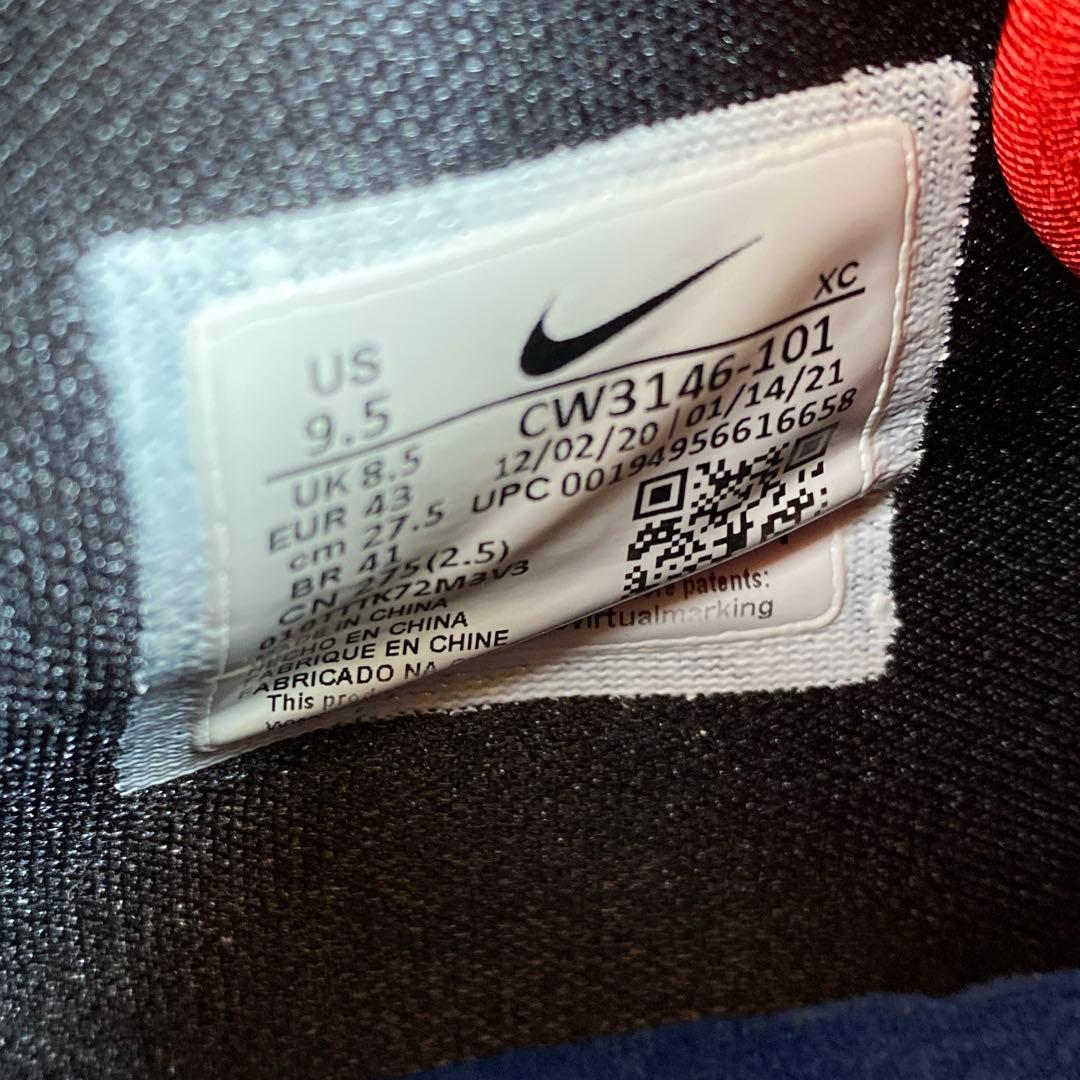 US
9.5
UK 8.5
EUR 43
cm 27.5
BR 41
CN 275(2.5)
XC
CW3146-101
12/02/20 / 01/14/21
UPC 00194956616658
IN CHINA
EN CHINA
FABRIQUE EN CHINE
FABRICADO NA
This
patents:
virtualmarking